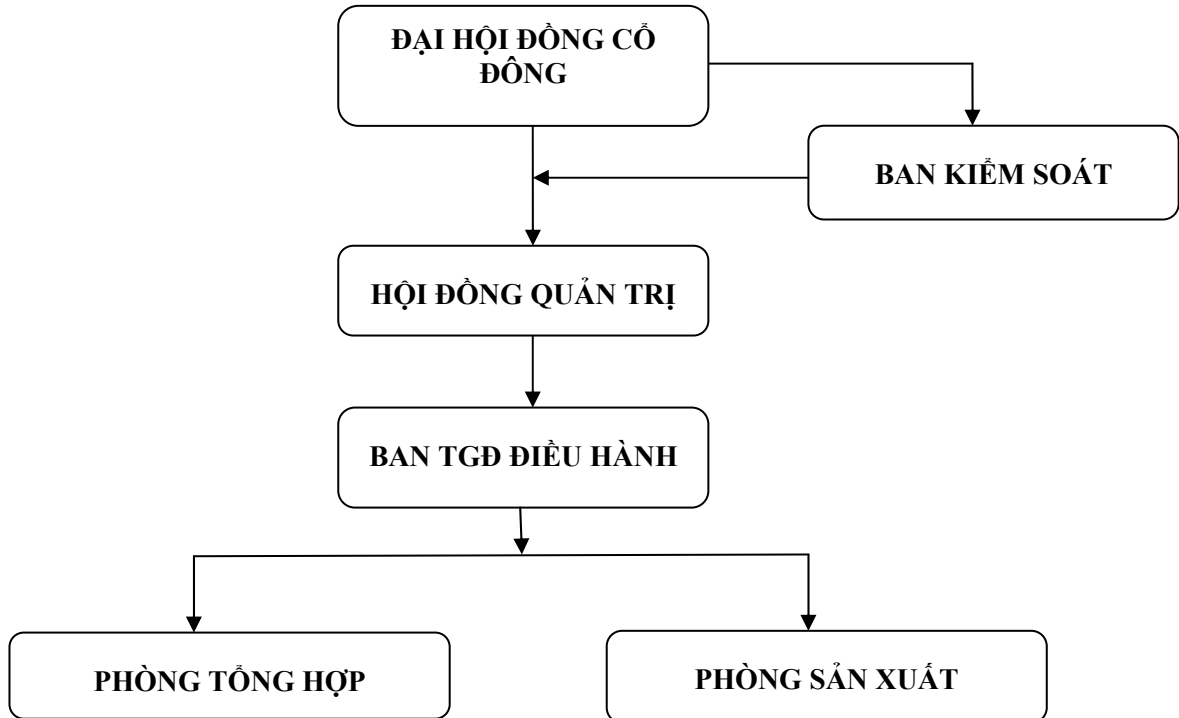 ĐẠI HỘI ĐỒNG CỔ
ĐÔNG
BAN KIỂM SOÁT
HỘI ĐỒNG QUẢN TRỊ
BAN TGĐ ĐIỀU HÀNH
PHÒNG TỔNG HỢP
PHÒNG SẢN XUẤT